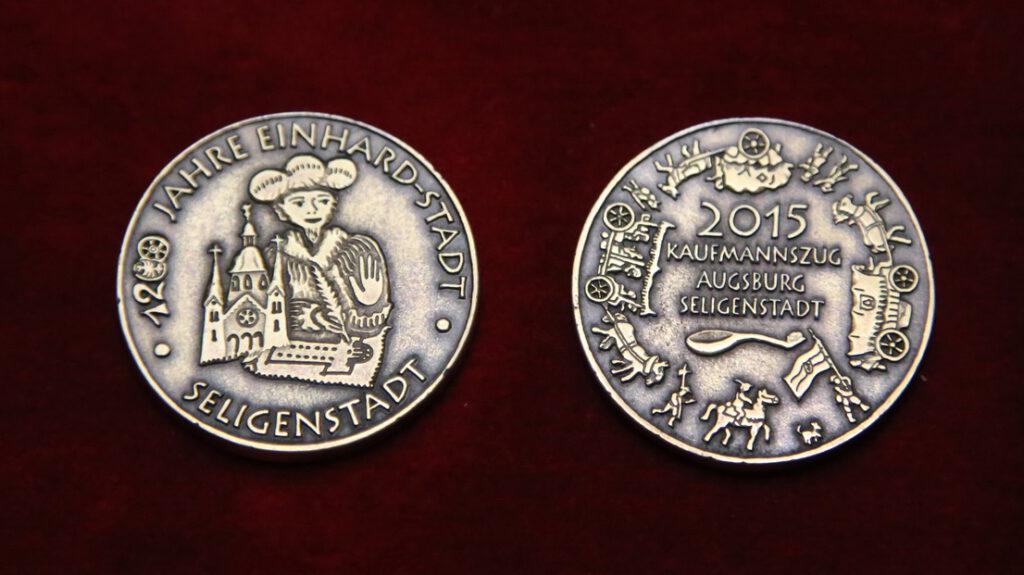 1200 JAHRE EINHARD-STADT
SELIGENSTADT
2015
KAUFMANNSZUG
AUGSBURG
SELIGENSTADT